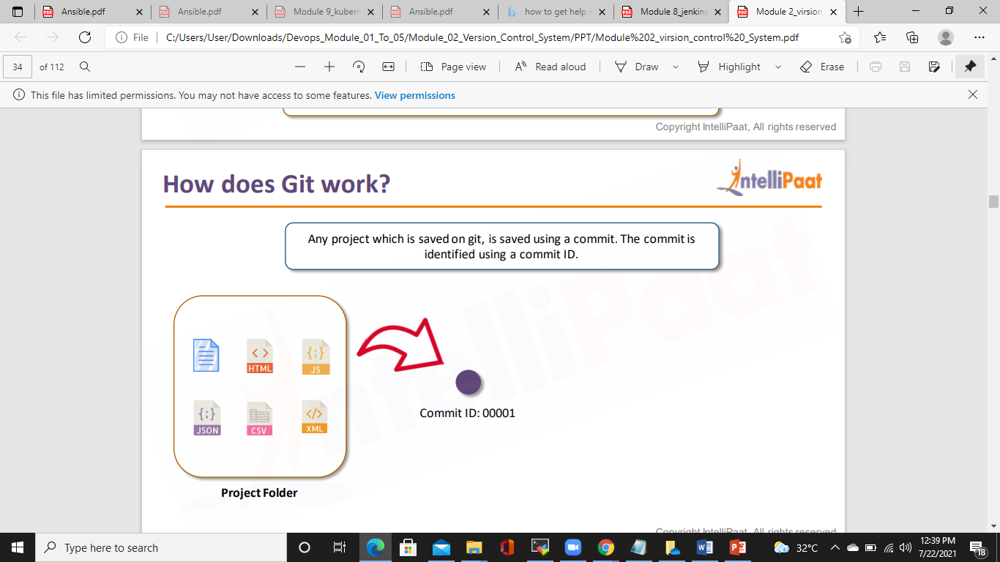 Ansible.pdf
Ansible.pdf
Module 9_kubern
Ansible.pdf
how to get help i
Module 8_jenkins
Module 2_virsion
File
C:/Users/User/Downloads/Devops_Module_01_To_05/Module_02_Version_Control_System/PPT/Module%202_virsion_control%20_System.pdf
34 of 112
Page view
Read aloud
Draw
Highlight
Erase
This file has limited permissions. You may not have access to some features. View permissions
Copyright IntelliPaat, All rights reserved
How does Git work?
IntelliPaat
Any project which is saved on git, is saved using a commit. The commit is
identified using a commit ID.
HTML
JS
JSON
CSV
XML
Commit ID: 00001
Project Folder
Copyright IntelliPaat, All rights reserved
Type here to search
32°C
12:39 PM
7/22/2021
18